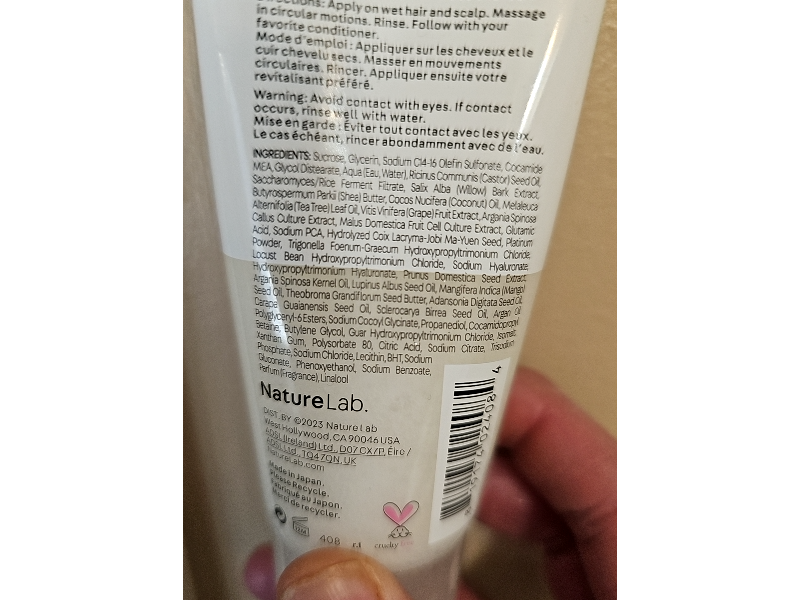 Directions: Apply on wet hair and scalp. Massage
in circular motions. Rinse. Follow with your
favorite conditioner.
Mode d'emploi : Appliquer sur les cheveux et le
cuir chevelu secs. Masser en mouvements
circulaires. Rincer. Appliquer ensuite votre
revitalisant préféré.
Warning: Avoid contact with eyes. If contact
occurs, rinse well with water.
Mise en garde : Éviter tout contact avec les yeux.
Le cas échéant, rincer abondamment avec de l'eau.
INGREDIENTS: Sucrose, Glycerin, Sodium C14-16 Olefin Sulfonate, Cocamide
MEA, Glycol Distearate, Aqua (Eau, Water), Ricinus Communis (Castor) Seed Oil,
Saccharomyces/Rice Ferment Filtrate, Salix Alba (Willow) Bark Extract,
Butyrospermum Parkii (Shea) Butter, Cocos Nucifera (Coconut) Oil, Melaleuca
Alternifolia (Tea Tree) Leaf Oil, Vitis Vinifera (Grape) Fruit Extract, Argania Spinosa
Callus Culture Extract, Malus Domestica Fruit Cell Culture Extract, Glutamic
Acid, Sodium PCA, Hydrolyzed Coix Lacryma-Jobi Ma-Yuen Seed, Platinum
Powder, Trigonella Foenum-Graecum Hydroxypropyltrimonium Chloride,
Locust Bean Hydroxypropyltrimonium Chloride, Sodium Hyaluronate,
Hydroxypropyltrimonium Hyaluronate, Prunus Domestica Seed Extract,
Argania Spinosa Kernel Oil, Lupinus Albus Seed Oil, Mangifera Indica (Mango)
Seed Oil, Theobroma Grandiflorum Seed Butter, Adansonia Digitata Seed Oil,
Carapa Guaianensis Seed Oil, Sclerocarya Birrea Seed Oil, Argan Oil
Polyglyceryl-6 Esters, Sodium Cocoyl Glycinate, Propanediol, Cocamidopropyl
Betaine, Butylene Glycol, Guar Hydroxypropyltrimonium Chloride, Isomalt,
Xanthan Gum, Polysorbate 80, Citric Acid, Sodium Citrate, Trisodium
Phosphate, Sodium Chloride, Lecithin, BHT, Sodium
Gluconate, Phenoxyethanol, Sodium Benzoate,
Parfum (Fragrance), Linalool
NatureLab.
DIST. BY ©2023 NatureLab
West Hollywood, CA 90046 USA
ADSL (Ireland) Ltd., D07 CX7P, Éire /
ADSL Ltd., TQ4 7QN, UK
NatureLab.com
Made in Japan.
Please Recycle.
Fabriqué au Japon.
Merci de recycler.
408 r.1
cruelty